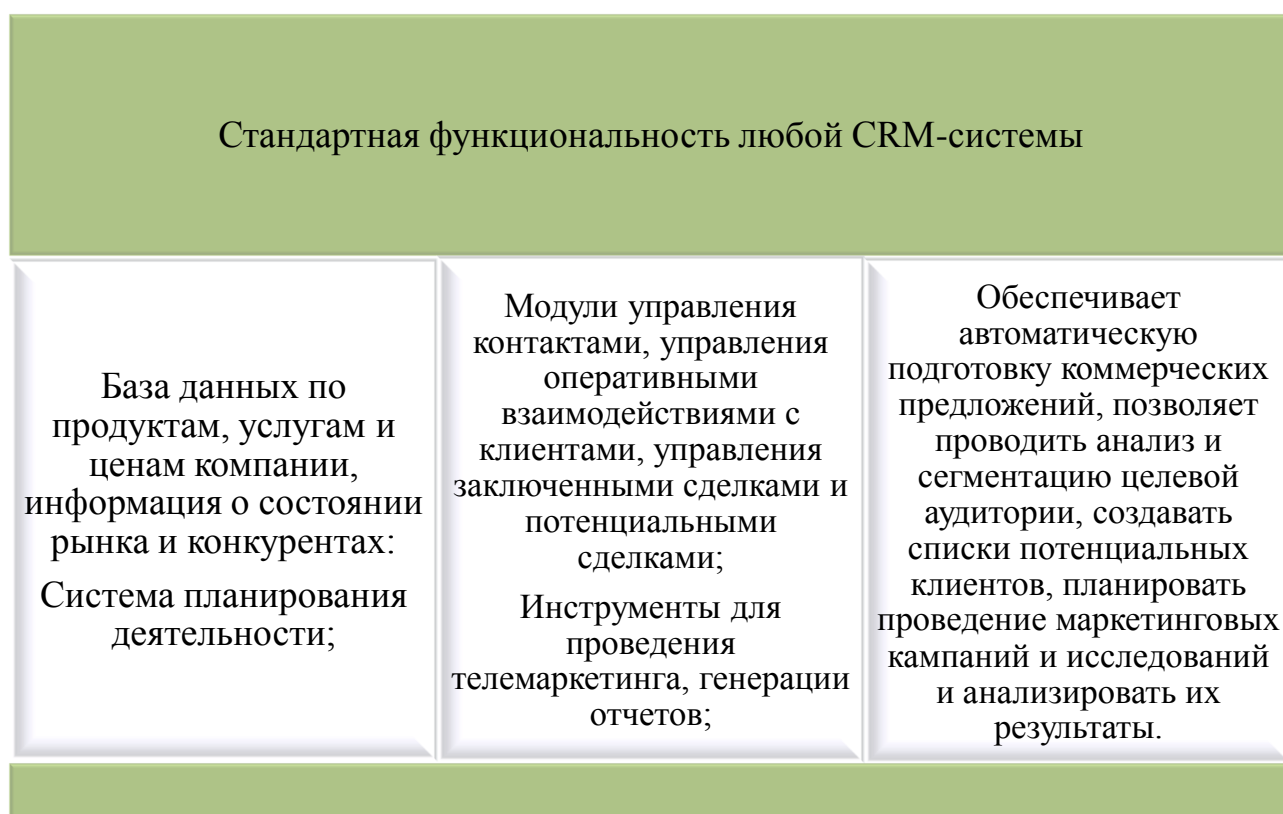 Стандартная функциональность любой CRM-системы
База данных по
продуктам, услугам и
ценам компании,
информация о состоянии
рынка и конкурентах:
Система планирования
деятельности;
Модули управления
контактами, управления
оперативными
взаимодействиями с
клиентами, управления
заключенными сделками и
потенциальными
сделками;
Инструменты для
проведения
телемаркетинга, генерации
отчетов;
Обеспечивает
автоматическую
подготовку коммерческих
предложений, позволяет
проводить анализ и
сегментацию целевой
аудитории, создавать
списки потенциальных
клиентов, планировать
проведение маркетинговых
кампаний и исследований
и анализировать их
результаты.